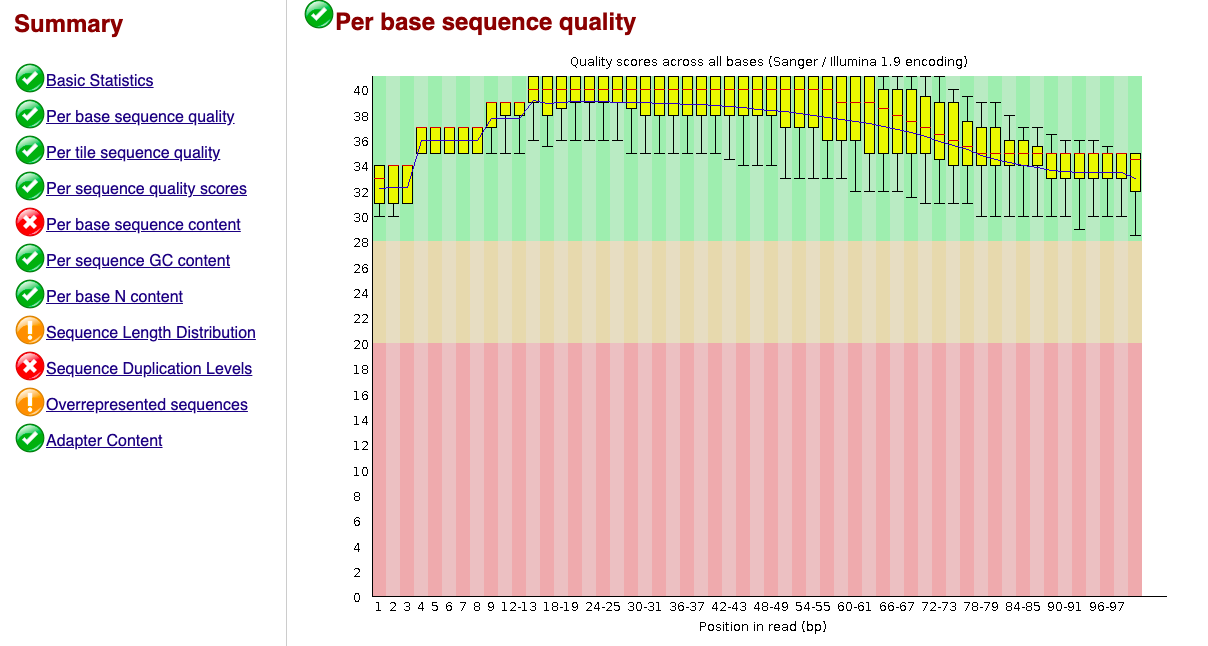 Summary
Basic Statistics
Per base sequence quality
Per tile sequence quality
Per sequence quality scores
Per base sequence content
Per sequence GC content
Per base N content
Sequence Length Distribution
Sequence Duplication Levels
Overrepresented sequences
Adapter Content
Per base sequence quality
Quality scores across all bases (Sanger / Illumina 1.9 encoding)
40
38
36
34
32
30
28
26
24
22
20
18
16
14
12
10
8
6
4
2
0
1 2 3 4 5 6 7 8 9 12-13 18-19 24-25 30-31 36-37 42-43 48-49 54-55 60-61 66-67 72-73 78-79 84-85 90-91 96-97
Position in read (bp)